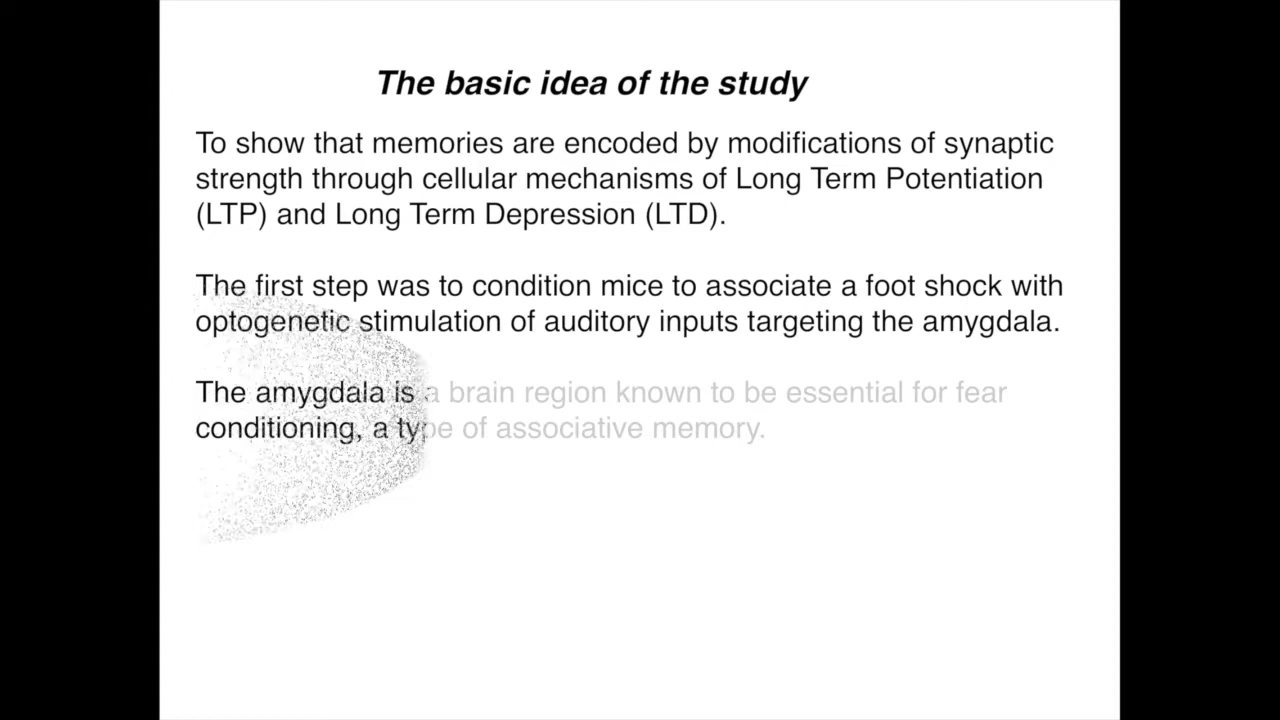 The basic idea of the study
To show that memories are encoded by modifications of synaptic
strength through cellular mechanisms of Long Term Potentiation
(LTP) and Long Term Depression (LTD).
The first step was to condition mice to associate a foot shock with
optogenetic stimulation of auditory inputs targeting the amygdala.
The amygdala is a brain region known to be essential for fear
conditioning, a type of associative memory.